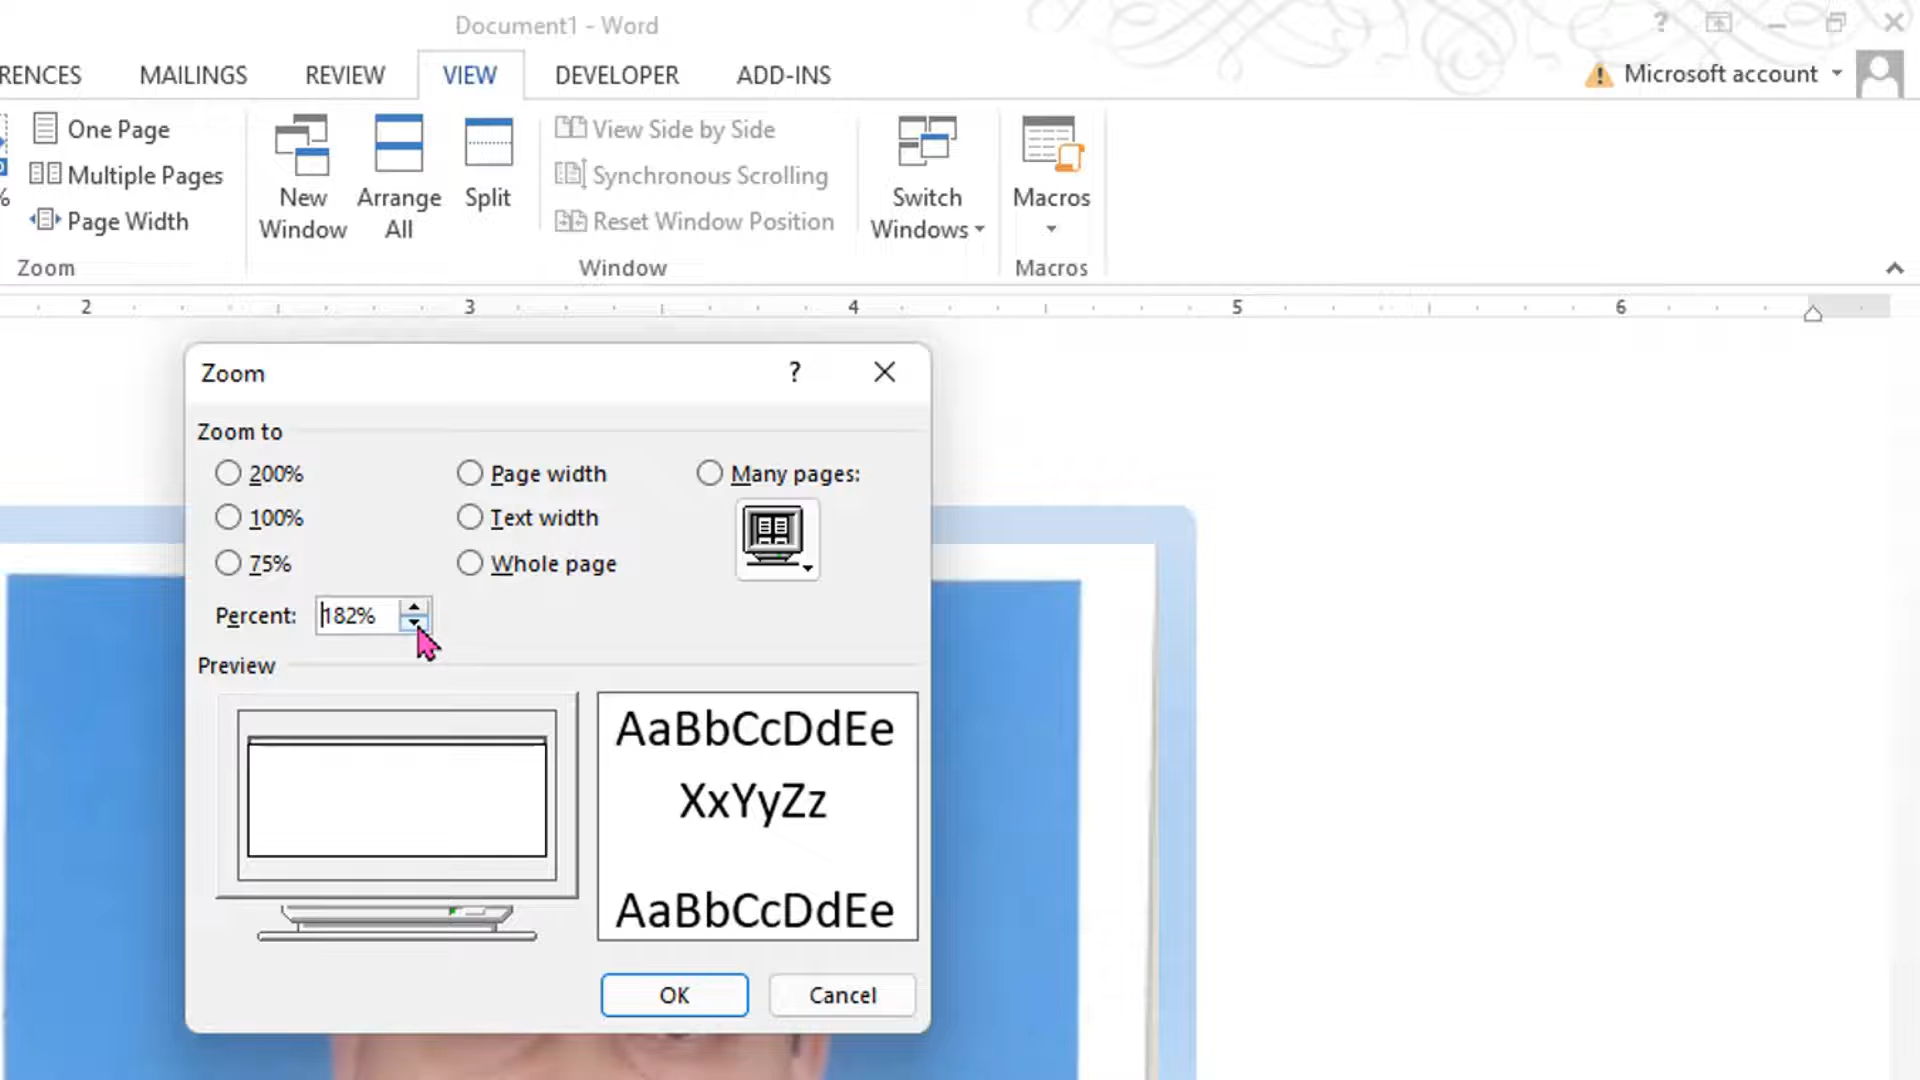 Document1 - Word
?
RENCES MAILINGS REVIEW VIEW DEVELOPER ADD-INS Microsoft account
One Page
Multiple Pages
Page Width
%
Zoom
New
Window
Arrange
All
Split
View Side by Side
Synchronous Scrolling
Reset Window Position
Window
Switch
Windows
Macros
Macros
2 3 4 5 6
Zoom ?
Zoom to
200% Page width Many pages:
100% Text width
75% Whole page
Percent: 182%
Preview
AaBbCcDdEe
XxYyZz
AaBbCcDdEe
OK Cancel